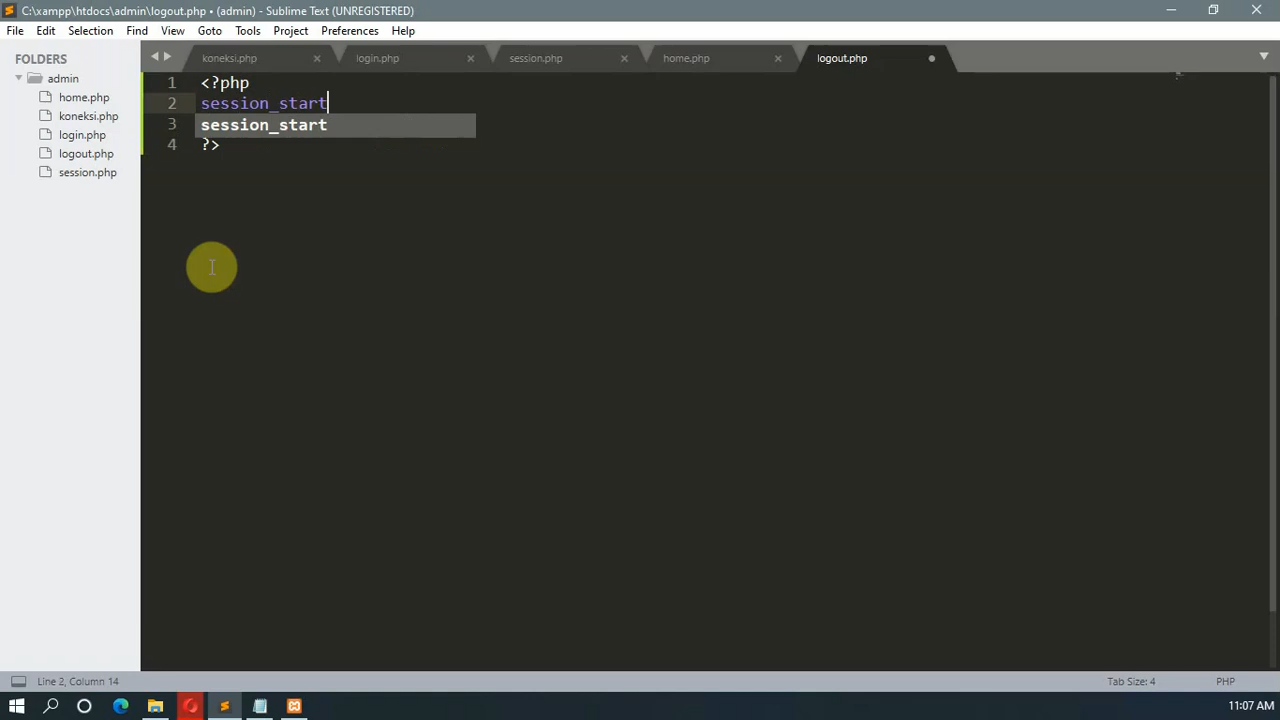 C:\xampp\htdocs\admin\logout.php • (admin) - Sublime Text (UNREGISTERED)
File Edit Selection View Find View Goto Tools Project Preferences Help
FOLDERS
admin
home.php
koneksi.php
login.php
logout.php
session.php
koneksi.php × login.php × session.php × home.php × logout.php
1 <?php
2 session_start
3 session_start
4 ?>
Line 2, Column 14
Tab Size: 4
PHP
11:07 AM